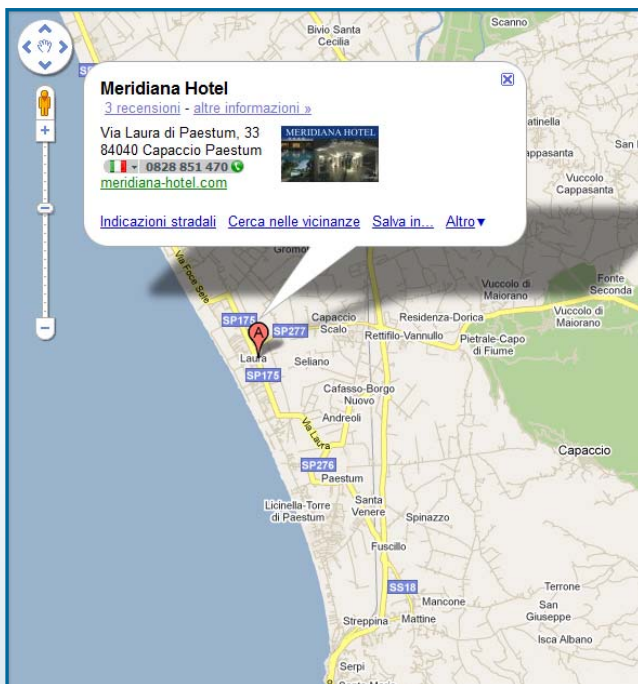 Scanno
Bivio Santa
Cecilia
Meridiana Hotel
3 recensioni - altre informazioni »
Via Laura di Paestum, 33
84040 Capaccio Paestum
0828 851 470
meridiana-hotel.com
MERIDIANA HOTEL
Indicazioni stradali Cerca nelle vicinanze Salva in... Altro▼
Vuccolo
Cappasanta
Via Foce Sele
Vuccolo di
Maiorano
Fonte
Seconda
Vuccolo di
Maiorano
SP175
A
SP277
Capaccio
Scalo
Residenza-Dorica
Rettifilo-Vannullo
Pietrale-Capo
di Fiume
Laura
Seliano
SP175
Cafasso-Borgo
Nuovo
Andreoli
Via Laura
Capaccio
SP276
Paestum
Licinella-Torre
di Paestum
Santa
Venere
Spinazzo
Fuscillo
SS18
Terrone
Mancone
San
Giuseppe
Streppina
Mattine
Isca Albano
Serpi